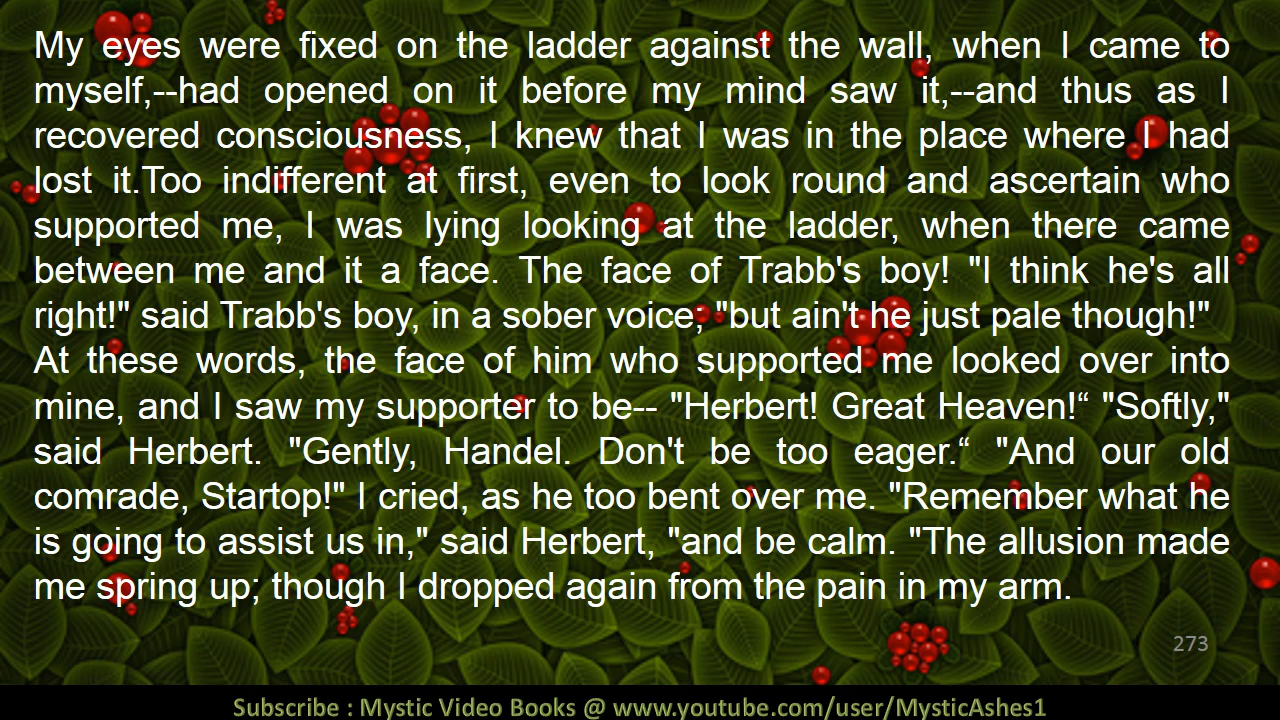 My eyes were fixed on the ladder against the wall, when I came to
myself,--had opened on it before my mind saw it,--and thus as I
recovered consciousness, I knew that I was in the place where I had
lost it.Too indifferent at first, even to look round and ascertain who
supported me, I was lying looking at the ladder, when there came
between me and it a face. The face of Trabb's boy! "I think he's all
right!" said Trabb's boy, in a sober voice; "but ain't he just pale though!"
At these words, the face of him who supported me looked over into
mine, and I saw my supporter to be-- "Herbert! Great Heaven!“ "Softly,"
said Herbert. "Gently, Handel. Don't be too eager.“ "And our old
comrade, Startop!" I cried, as he too bent over me. "Remember what he
is going to assist us in," said Herbert, "and be calm. "The allusion made
me spring up; though I dropped again from the pain in my arm.
273
Subscribe : Mystic Video Books @ www.youtube.com/user/MysticAshes1